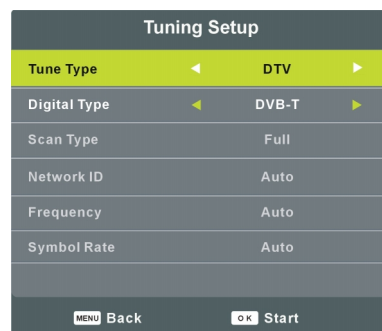 Tuning Setup
Tune Type DTV
Digital Type DVB-T
Scan Type Full
Network ID Auto
Frequency Auto
Symbol Rate Auto
MENU Back OK Start